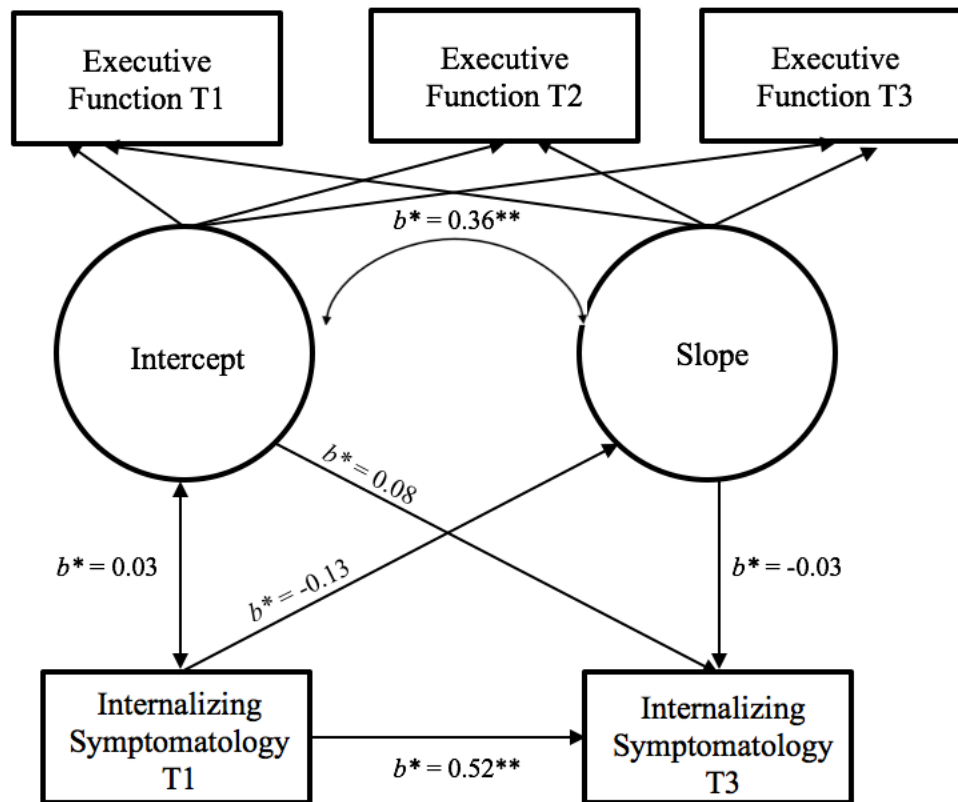 Executive
Function T1
Executive
Function T2
Executive
Function T3
b* = 0.36**
Intercept
Slope
b* = 0.08
b* = 0.03
b* = -0.13
b* = -0.03
Internalizing
Symptomatology
T1
Internalizing
Symptomatology
T3
b* = 0.52**